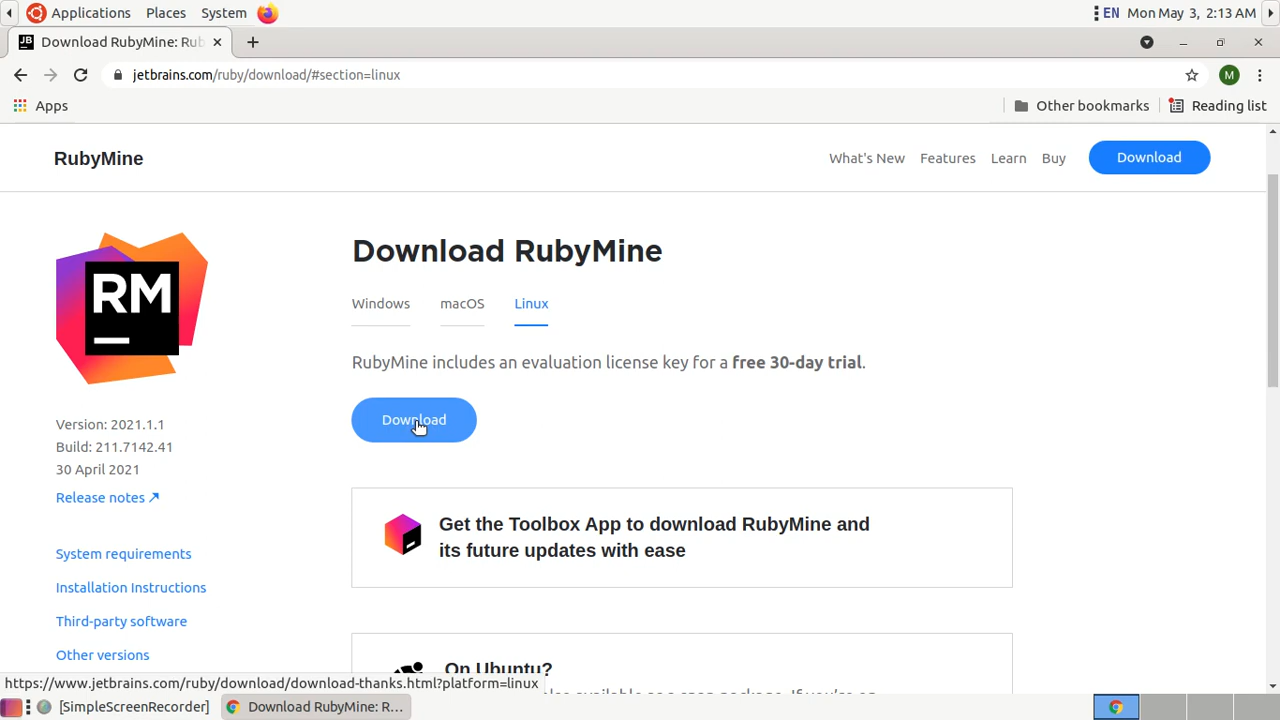 Applications Places System EN Mon May 3, 2:13 AM
JB Download RubyMine: Rub
jetbrains.com/ruby/download/#section=linux M
Apps Other bookmarks Reading list
RubyMine What's New Features Learn Buy Download
RM
Download RubyMine
Windows macOS Linux
RubyMine includes an evaluation license key for a free 30-day trial.
Download
Version: 2021.1.1
Build: 211.7142.41
30 April 2021
Release notes ↗
System requirements
Installation Instructions
Third-party software
Other versions
Get the Toolbox App to download RubyMine and
its future updates with ease
On Ubuntu?
https://www.jetbrains.com/ruby/download/download-thanks.html?platform=linux
[SimpleScreenRecorder] Download RubyMine: R...